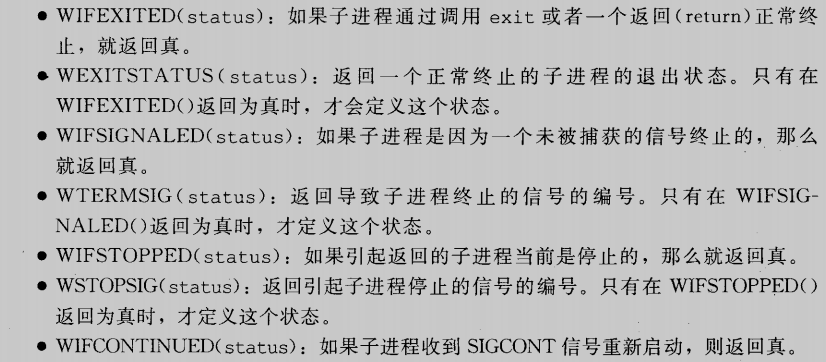 ● WIFEXITED(status)：如果子进程通过调用 exit 或者一个返回(return)正常终
止，就返回真。
● WEXITSTATUS(status)：返回一个正常终止的子进程的退出状态。只有在
WIFEXITED()返回为真时，才会定义这个状态。
● WIFSIGNALED(status)：如果子进程是因为一个未被捕获的信号终止的，那么
就返回真。
● WTERMSIG(status)：返回导致子进程终止的信号的编号。只有在 WIFSIG-
NALED()返回为真时，才定义这个状态。
● WIFSTOPPED(status)：如果引起返回的子进程当前是停止的，那么就返回真。
● WSTOPSIG(status)：返回引起子进程停止的信号的编号。只有在 WIFSTOPPED()
返回为真时，才定义这个状态。
● WIFCONTINUED(status)：如果子进程收到 SIGCONT 信号重新启动，则返回真。